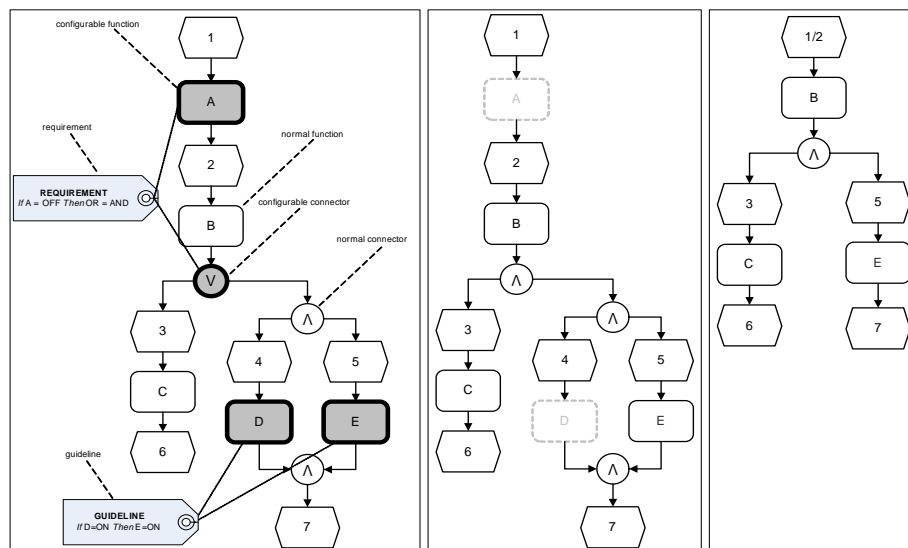 configurable function
1
A
requirement
2
normal function
REQUIREMENT
If A = OFF Then OR = AND
B
configurable connector
V
normal connector
Λ
3
4
5
C
D
E
guideline
6
Λ
GUIDELINE
If D=ON Then E=ON
7
1
A
2
B
Λ
Λ
3
4
5
C
D
E
6
Λ
7
1/2
B
Λ
3
5
C
E
6
7